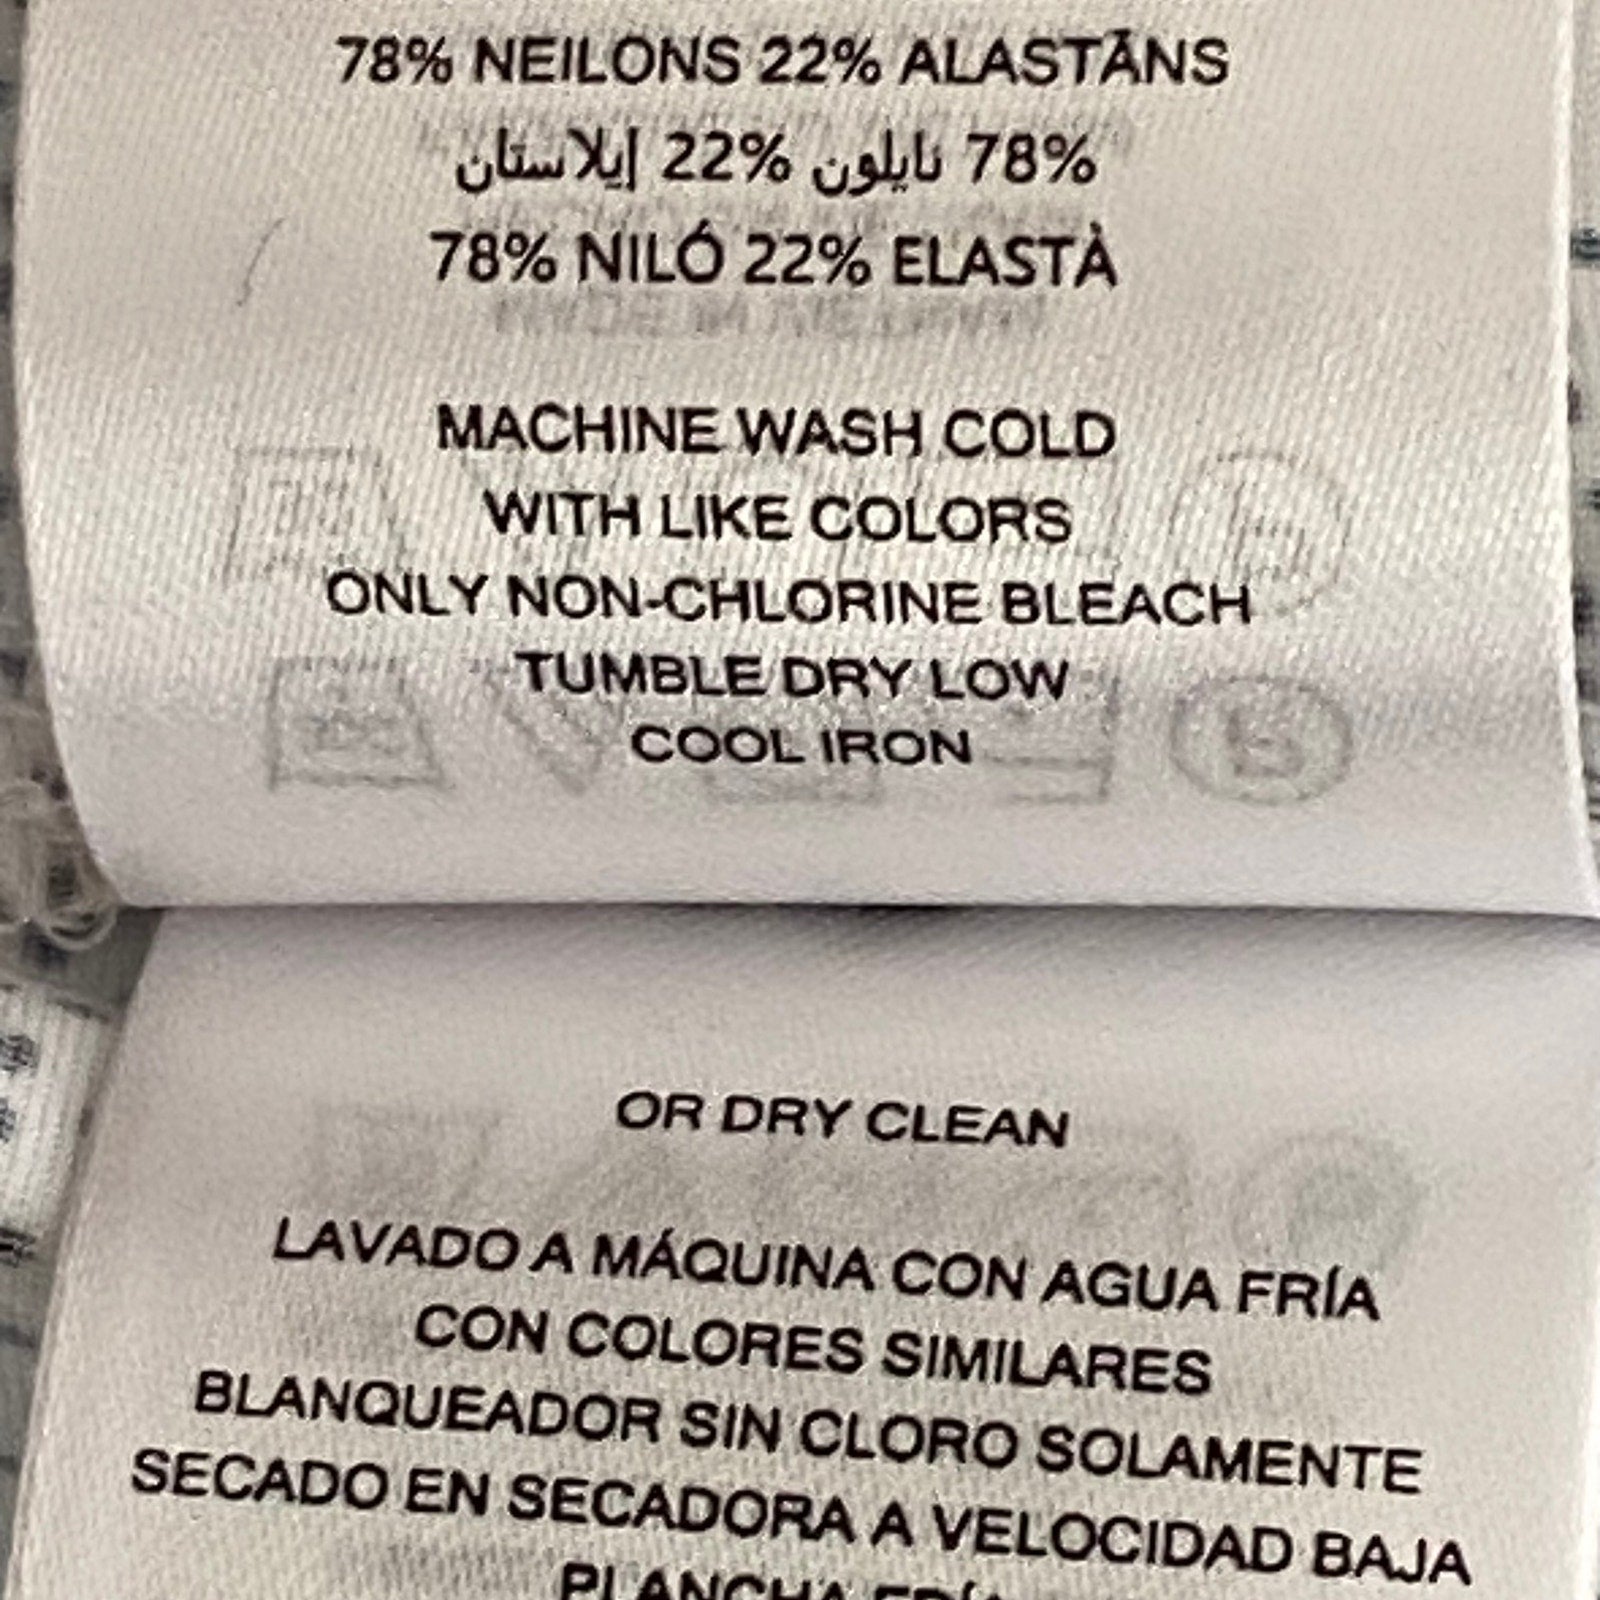 78% NEILONS 22% ALASTĀNS
78% نايلون 22% إيلاستان
78% NILÓ 22% ELASTÀ
MACHINE WASH COLD
WITH LIKE COLORS
ONLY NON-CHLORINE BLEACH
TUMBLE DRY LOW
COOL IRON
OR DRY CLEAN
LAVADO A MÁQUINA CON AGUA FRÍA
CON COLORES SIMILARES
BLANQUEADOR SIN CLORO SOLAMENTE
SECADO EN SECADORA A VELOCIDAD BAJA
PLANCHA FRÍA